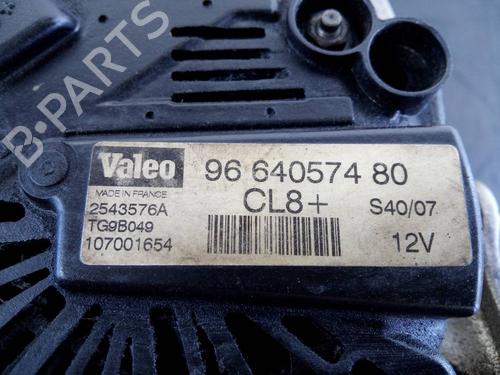 B-PARTS
Valeo
MADE IN FRANCE
2543576A
TG9B049
107001654
96 640574 80
CL8+
S40/07
12V